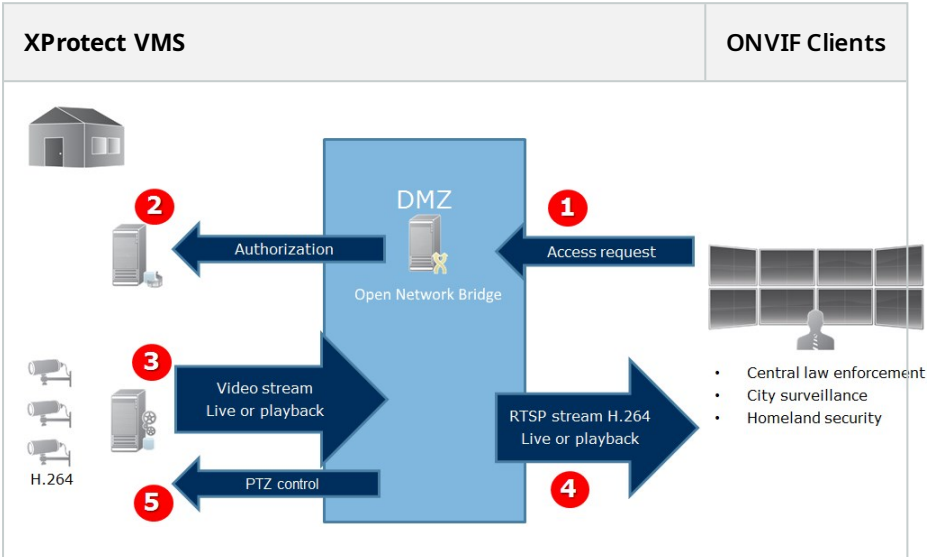 XProtect VMS
ONVIF Clients
DMZ
2
1
Authorization
Access request
Open Network Bridge
3
Video stream
Live or playback
RTSP stream H.264
Live or playback
• Central law enforcement
• City surveillance
• Homeland security
H.264
PTZ control
5
4